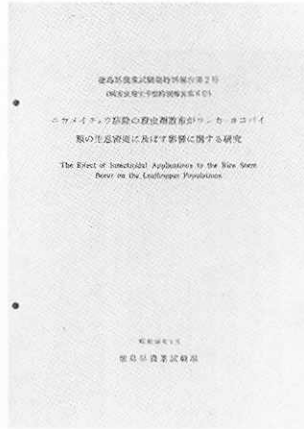 徳島県農業試験場特別報告第2号
ニカメイチュウ防除の殺虫剤散布がウンカ・ヨコバイ
類の生息密度に及ぼす影響に関する研究
The Effect of Insecticidal Applications to the Rice Stem
Borer on the Leafhopper Populations
徳島県農業試験場